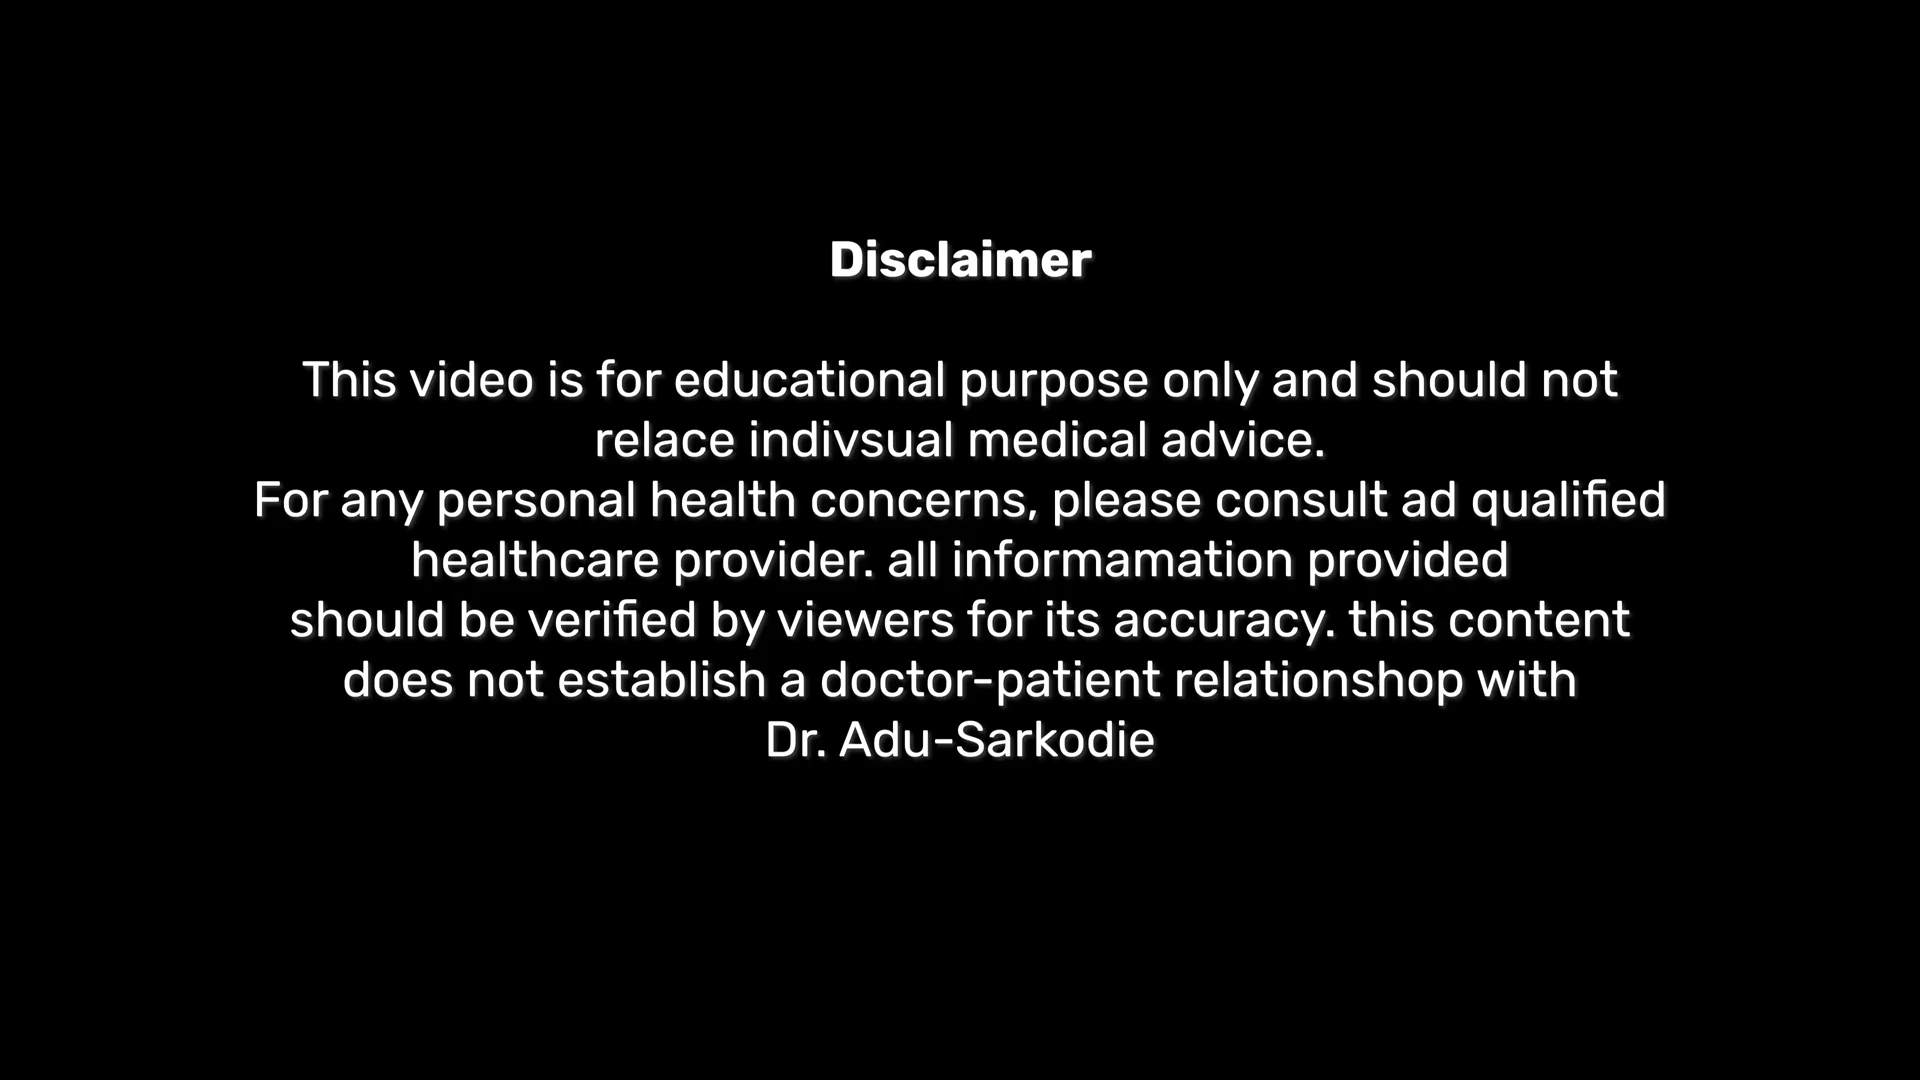 Disclaimer
This video is for educational purpose only and should not
relace indivsual medical advice.
For any personal health concerns, please consult ad qualified
healthcare provider. all informamation provided
should be verified by viewers for its accuracy. this content
does not establish a doctor-patient relationshop with
Dr. Adu-Sarkodie